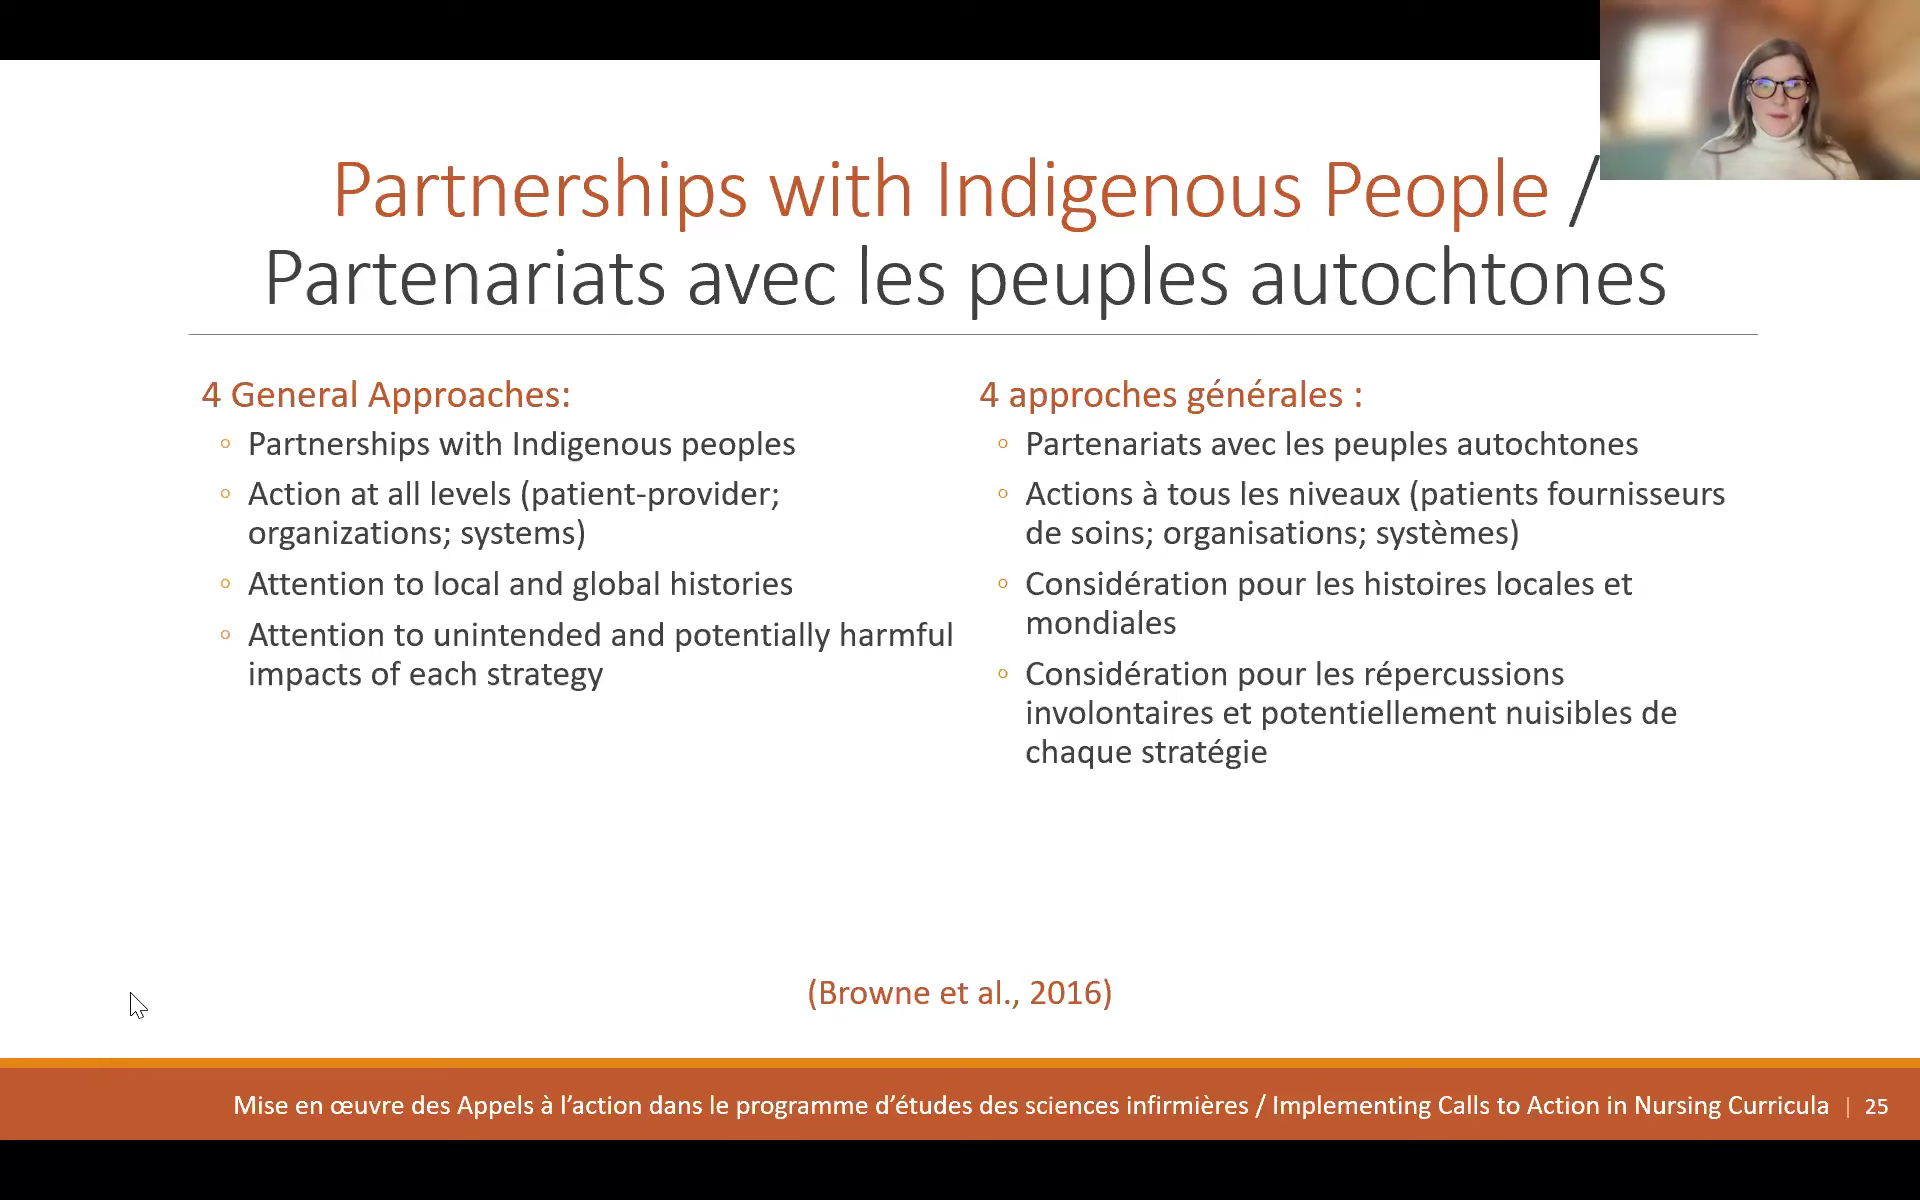 Partnerships with Indigenous People /
Partenariats avec les peuples autochtones
4 General Approaches:
◦ Partnerships with Indigenous peoples
◦ Action at all levels (patient-provider;
organizations; systems)
◦ Attention to local and global histories
◦ Attention to unintended and potentially harmful
impacts of each strategy
4 approches générales :
◦ Partenariats avec les peuples autochtones
◦ Actions à tous les niveaux (patients fournisseurs
de soins; organisations; systèmes)
◦ Considération pour les histoires locales et
mondiales
◦ Considération pour les répercussions
involontaires et potentiellement nuisibles de
chaque stratégie
(Browne et al., 2016)
Mise en œuvre des Appels à l’action dans le programme d’études des sciences infirmières / Implementing Calls to Action in Nursing Curricula | 25